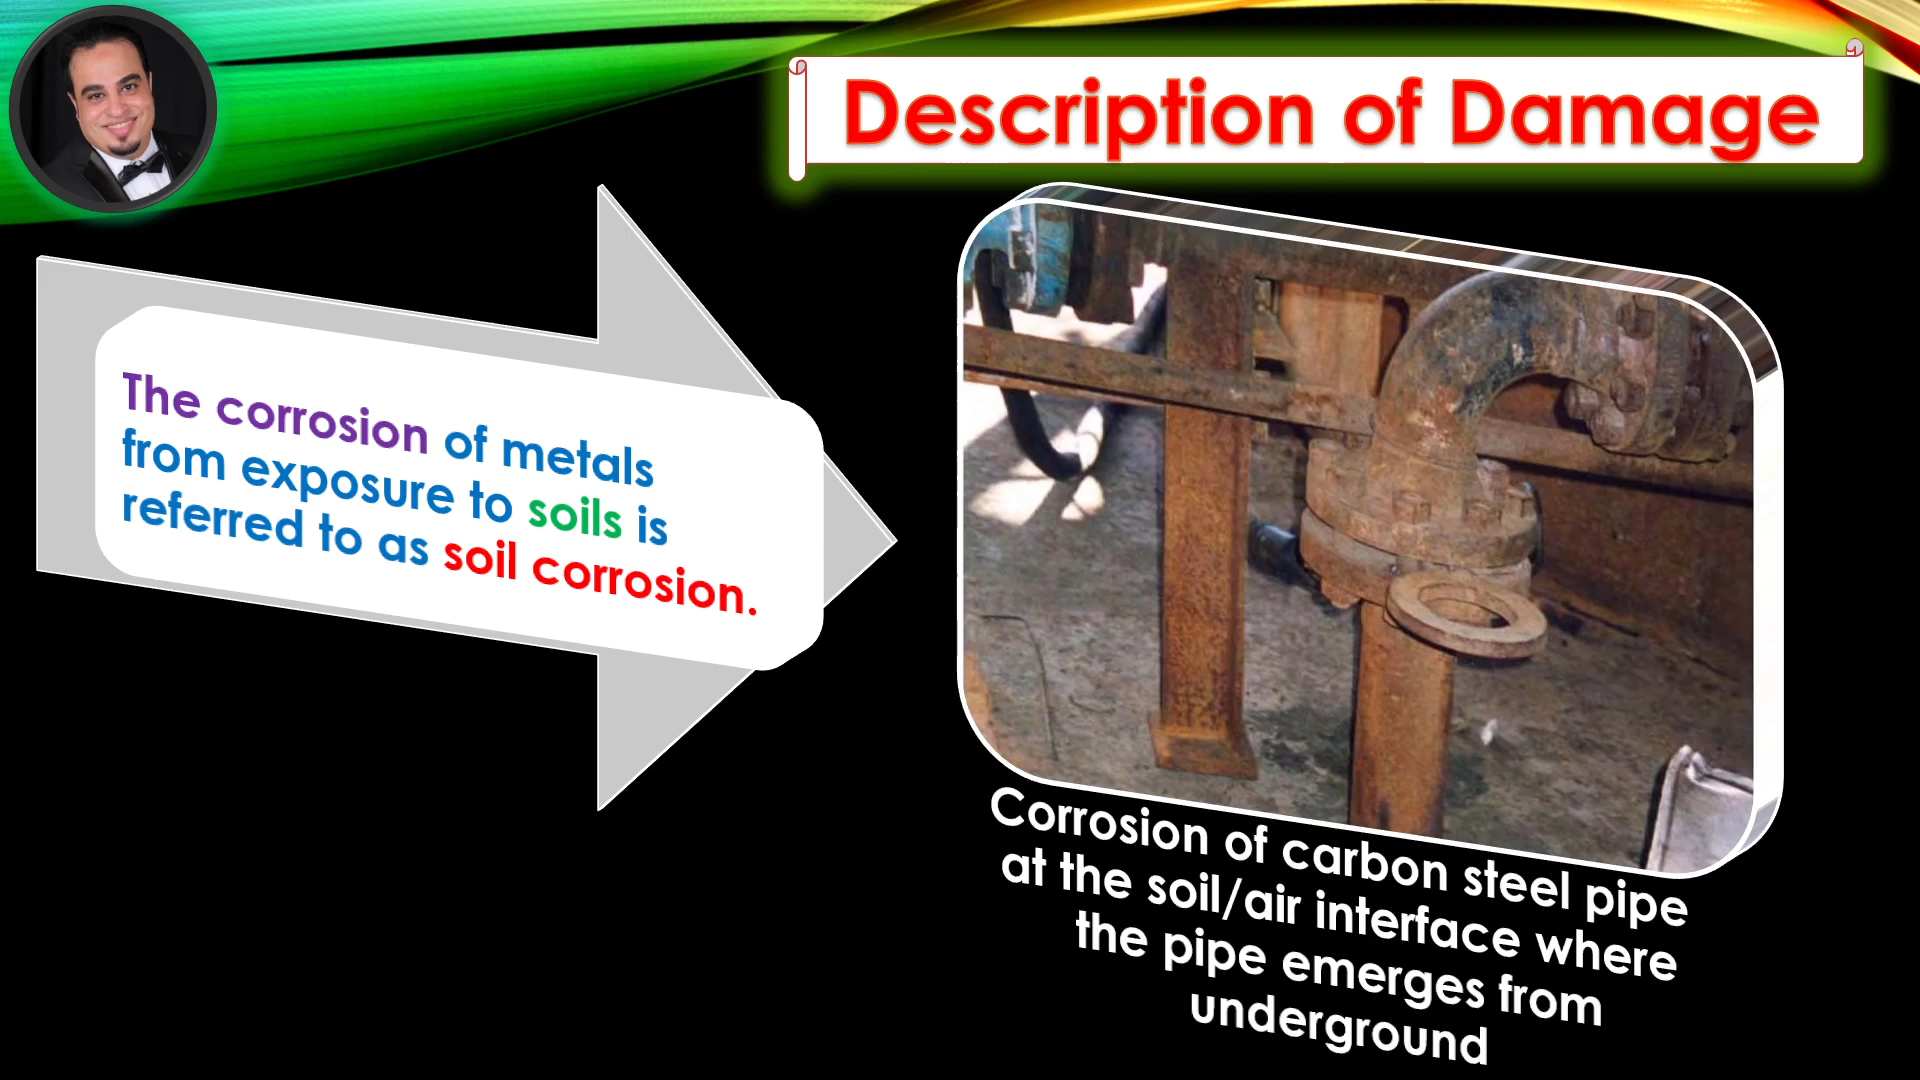 Description of Damage
The corrosion of metals
from exposure to soils is
referred to as soil corrosion.
Corrosion of carbon steel pipe
at the soil/air interface where
the pipe emerges from
underground